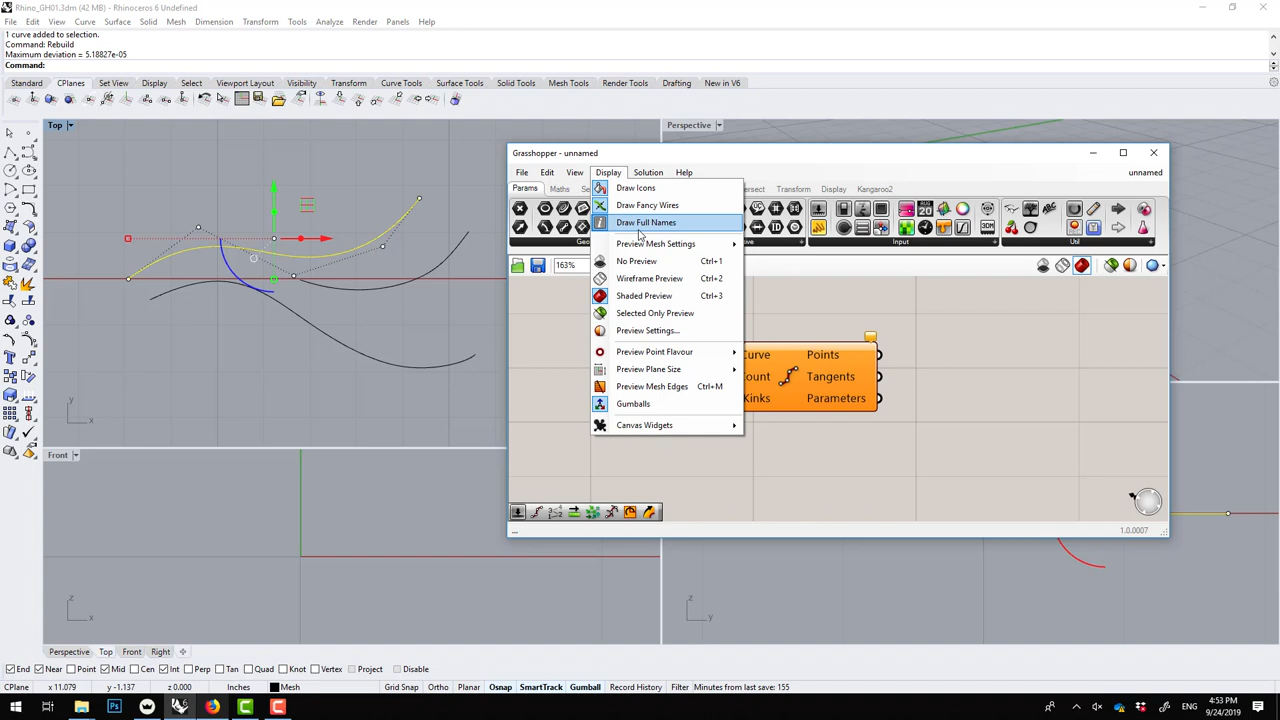 Rhino_GH01.3dm (42 MB) - Rhinoceros 6 Undefined
File Edit View Curve Surface Solid Mesh Dimension Transform Tools Analyze Render Panels Help
1 curve added to selection.
Command: Rebuild
Maximum deviation = 5.18827e-05
Command:
Standard CPlanes Set View Display Select Viewport Layout Visibility Transform Curve Tools Surface Tools Solid Tools Mesh Tools Render Tools Drafting New in V6
Top
Perspective
Grasshopper - unnamed
File Edit View Display Solution Help unnamed
Params Maths Transform Display Kangaroo2
Input
163%
Draw Icons
Draw Fancy Wires
Draw Full Names
Preview Mesh Settings
No Preview Ctrl+1
Wireframe Preview Ctrl+2
Shaded Preview Ctrl+3
Selected Only Preview
Preview Settings...
Preview Point Flavour
Preview Plane Size
Preview Mesh Edges Ctrl+M
Gumballs
Canvas Widgets
Points
Tangents
Kinks Parameters
1.0.0007
y
x
Front
z
x
z
y
Perspective Top Front Right
End Near Point Mid Cen Int Perp Tan Quad Knot Vertex Project Disable
CPlane x 11.079 y -1.137 z 0.000 Inches Mesh Grid Snap Ortho Planar Osnap SmartTrack Gumball Record History Filter Minutes from last save: 155
ENG
4:53 PM
9/24/2019